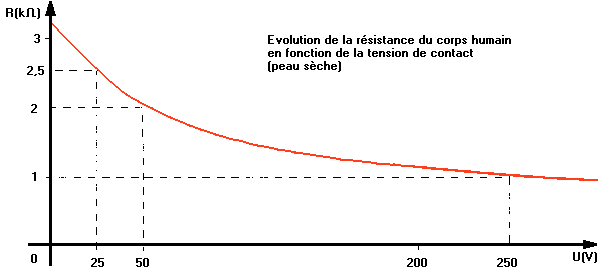 R(kΩ)
Evolution de la résistance du corps humain
en fonction de la tension de contact
(peau sèche)
3
2,5
2
1
0
25
50
200
250
U(V)